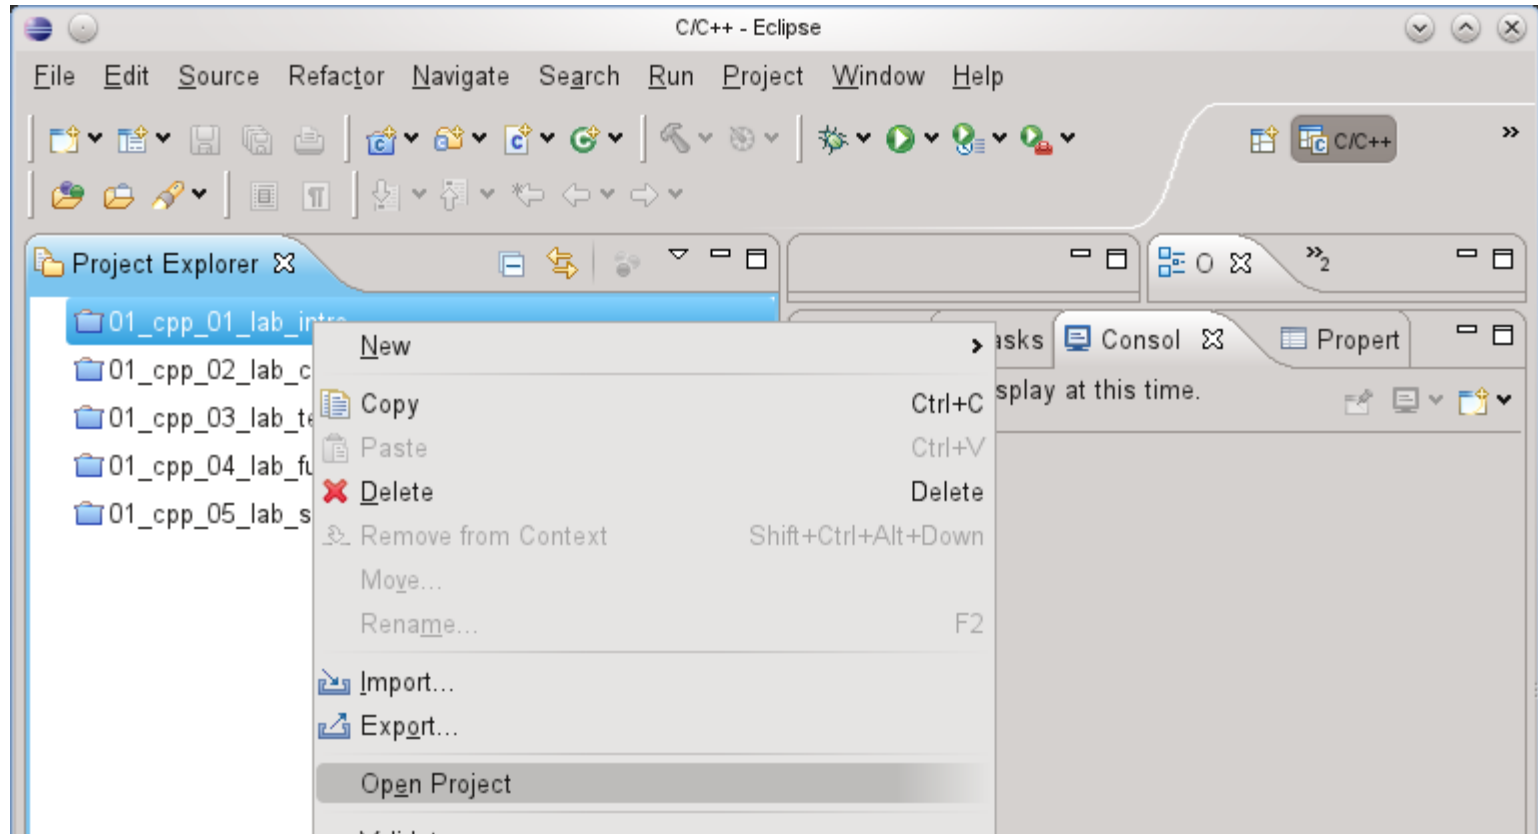 C/C++ - Eclipse
File Edit Source Refactor Navigate Search Run Project Window Help
C/C++
Project Explorer
O
2
01_cpp_01_lab_intro
asks Consol Propert
New
01_cpp_02_lab_c
splay at this time.
Copy Ctrl+C
01_cpp_03_lab_te
Paste Ctrl+V
01_cpp_04_lab_fu
Delete Delete
01_cpp_05_lab_s
Remove from Context Shift+Ctrl+Alt+Down
Move...
Rename... F2
Import...
Export...
Open Project